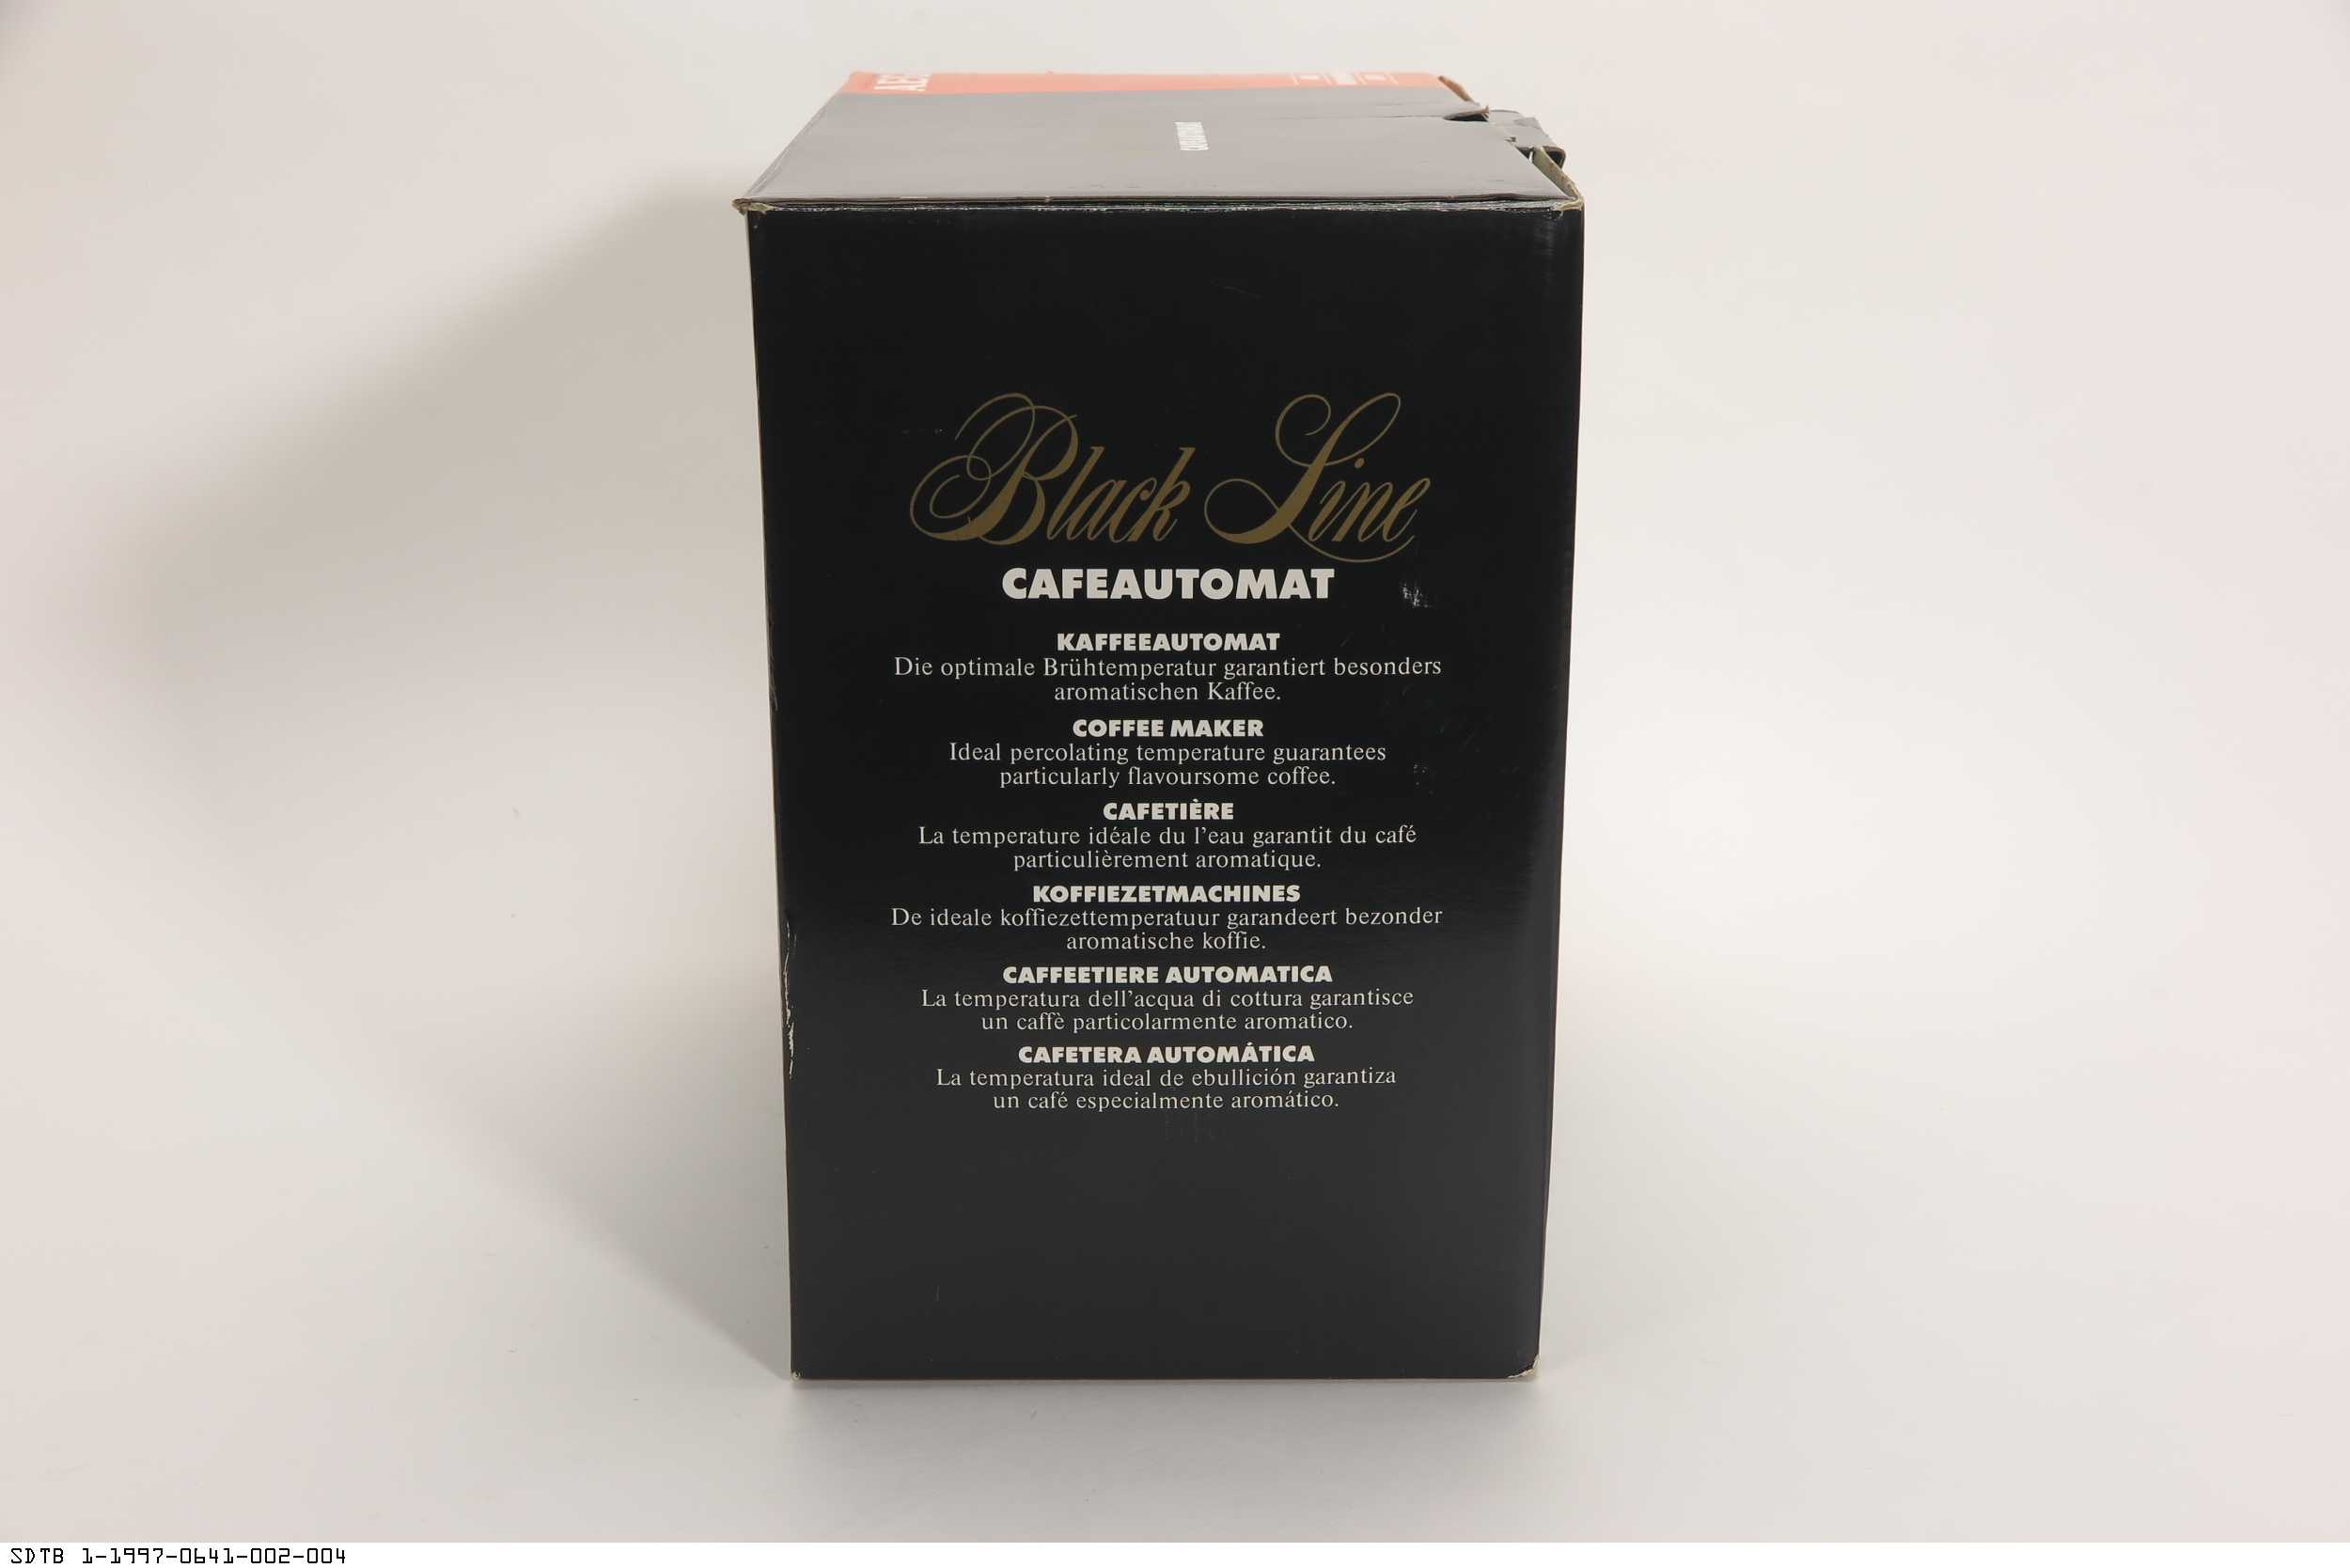 Black Line
CAFEAUTOMAT
KAFFEEAUTOMAT
Die optimale Brühtemperatur garantiert besonders
aromatischen Kaffee.
COFFEE MAKER
Ideal percolating temperature guarantees
particularly flavoursome coffee.
CAFETIÈRE
La temperature idéale du l'eau garantit du café
particulièrement aromatique.
KOFFIEZETMACHINES
De ideale koffiezettemperatuur garandeert bezonder
aromatische koffie.
CAFFEETIERE AUTOMATICA
La temperatura dell'acqua di cottura garantisce
un caffè particolarmente aromatico.
CAFETERA AUTOMÁTICA
La temperatura ideal de ebullición garantiza
un café especialmente aromático.
SDTB 1-1997-0641-002-004